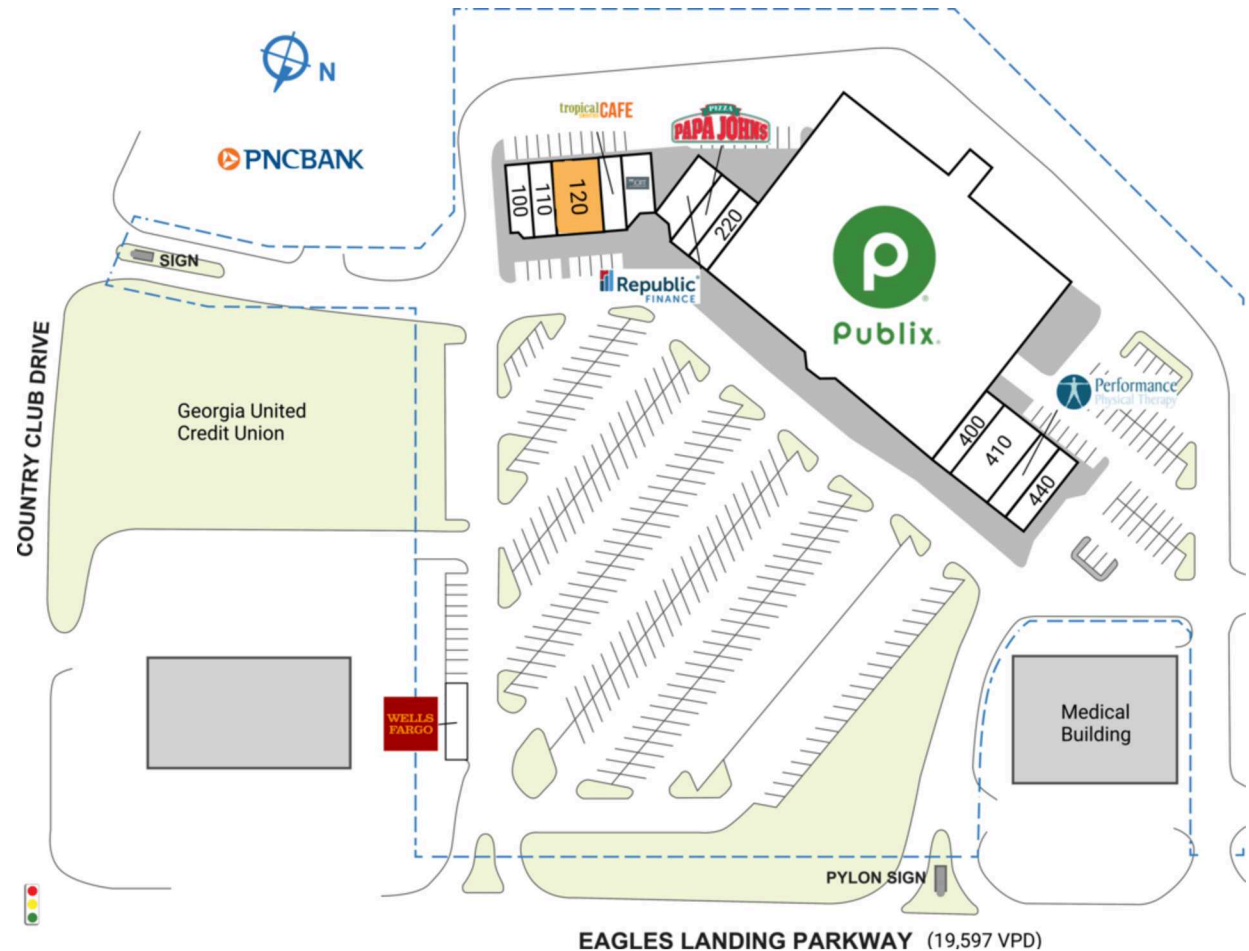 N
tropical CAFE
PIZZA
PAPA JOHNS
PNCBANK
100
110
120
220
SIGN
Republic
FINANCE
Publix.
COUNTRY CLUB DRIVE
Georgia United
Credit Union
Performance
Physical Therapy
400
410
440
WELLS
FARGO
Medical
Building
PYLON SIGN
EAGLES LANDING PARKWAY (19,597 VPD)